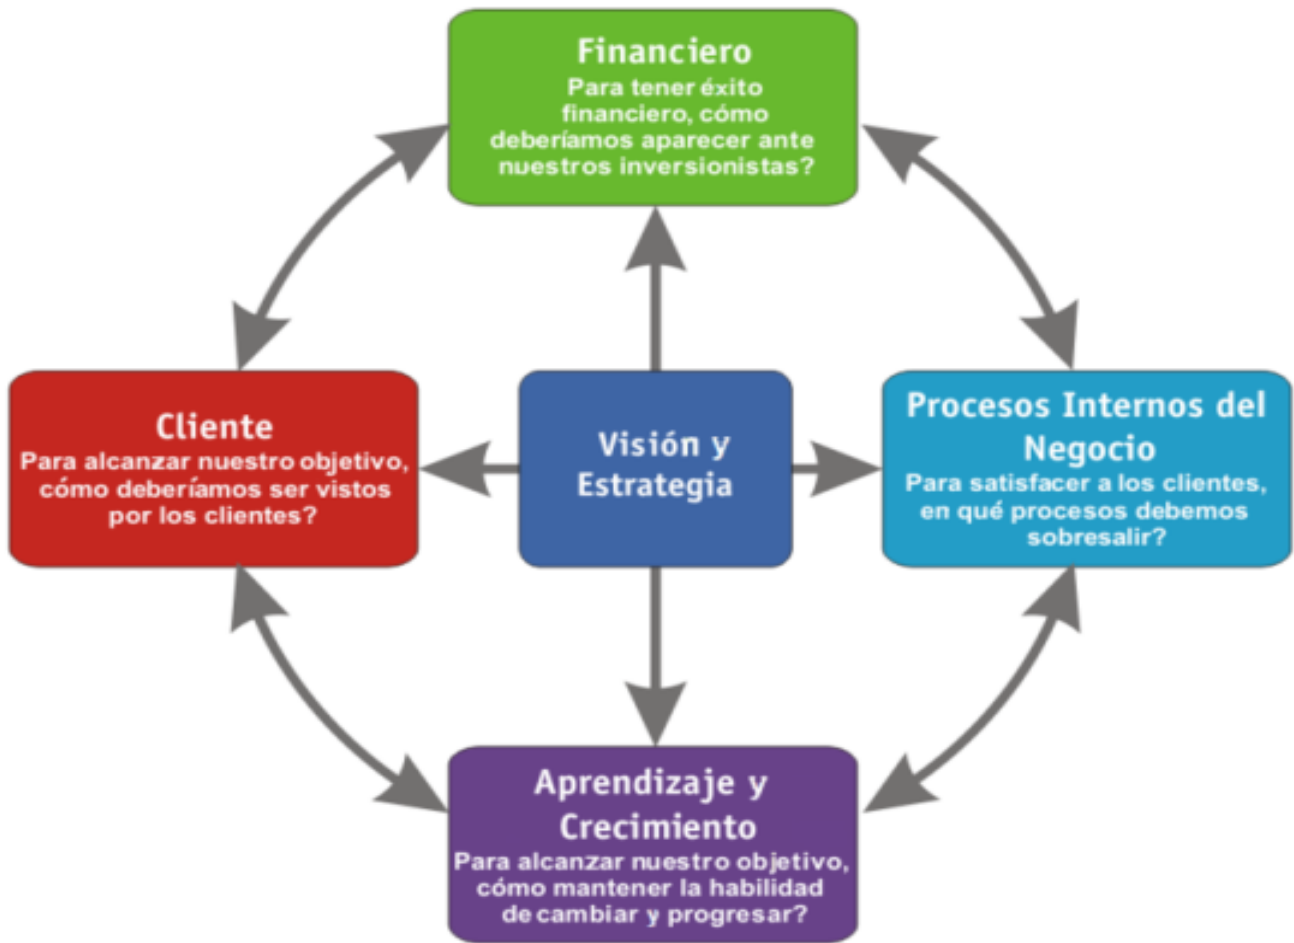 Financiero
Para tener éxito
financiero, cómo
deberíamos aparecer ante
nuestros inversionistas?
Cliente
Para alcanzar nuestro objetivo,
cómo deberíamos ser vistos
por los clientes?
Visión y
Estrategia
Procesos Internos del
Negocio
Para satisfacer a los clientes,
en qué procesos debemos
sobresalir?
Aprendizaje y
Crecimiento
Para alcanzar nuestro objetivo,
cómo mantener la habilidad
de cambiar y progresar?